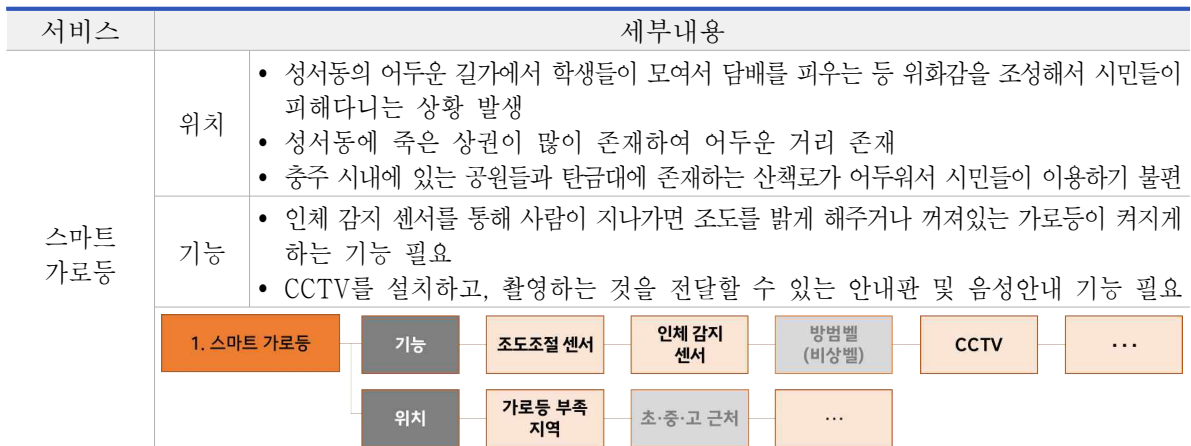 서비스 세부내용
위치
• 성서동의 어두운 길가에서 학생들이 모여서 담배를 피우는 등 위화감을 조성해서 시민들이
피해다니는 상황 발생
• 성서동에 죽은 상권이 많이 존재하여 어두운 거리 존재
• 충주 시내에 있는 공원들과 탄금대에 존재하는 산책로가 어두워서 시민들이 이용하기 불편
스마트
가로등
기능
• 인체 감지 센서를 통해 사람이 지나가면 조도를 밝게 해주거나 꺼져있는 가로등이 켜지게
하는 기능 필요
• CCTV를 설치하고, 촬영하는 것을 전달할 수 있는 안내판 및 음성안내 기능 필요
1. 스마트 가로등
기능
조도조절 센서
인체 감지
센서
방범벨
(비상벨)
CCTV
...
위치
가로등 부족
지역
초·중·고 근처
...